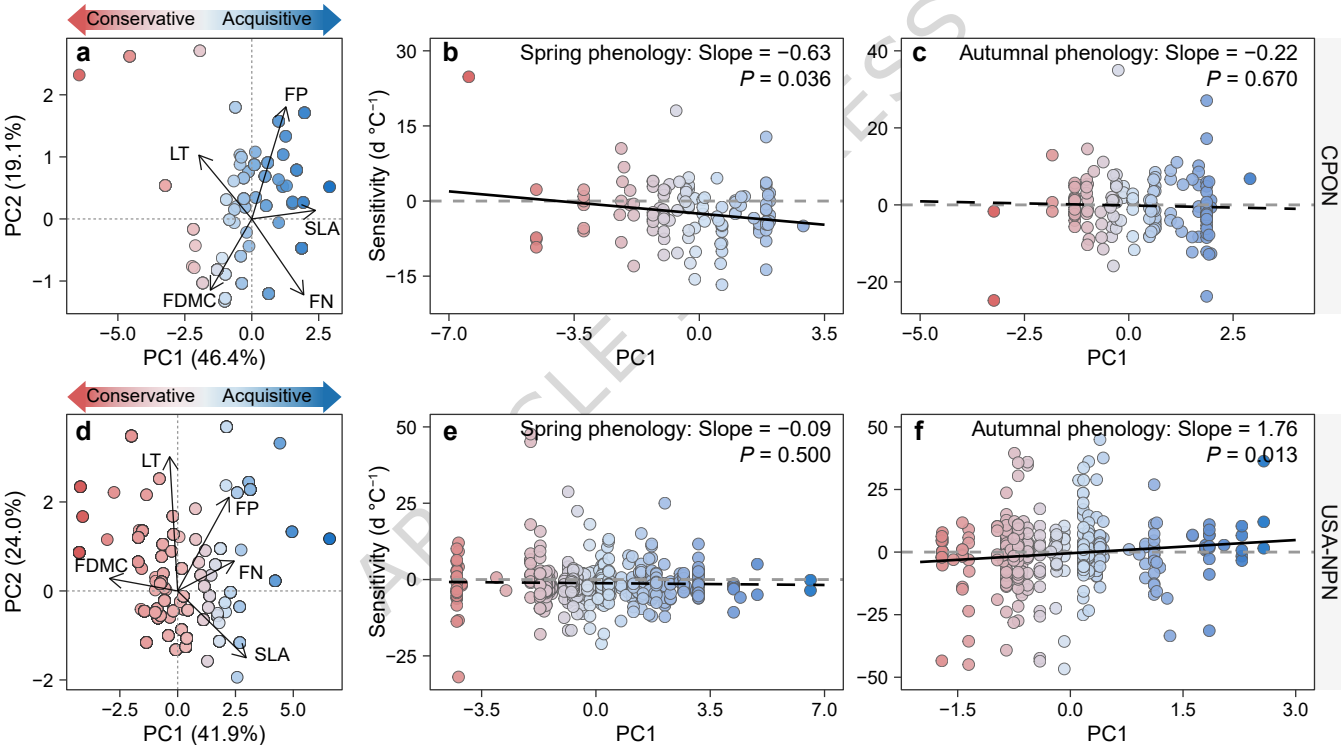 Conservative Acquisitive
a
FP
LT
SLA
FDMC
FN
2
1
0
−1
PC2 (19.1%)
−5.0 −2.5 0.0 2.5
PC1 (46.4%)
b
Spring phenology: Slope = −0.63
P = 0.036
30
15
0
−15
Sensitivity (d °C−1)
−7.0 −3.5 0.0 3.5
PC1
c
Autumnal phenology: Slope = −0.22
P = 0.670
40
20
0
−20
−5.0 −2.5 0.0 2.5
PC1
CPON
Conservative Acquisitive
d
LT
FP
FN
FDMC
SLA
2
0
−2
PC2 (24.0%)
−2.5 0.0 2.5 5.0
PC1 (41.9%)
e
Spring phenology: Slope = −0.09
P = 0.500
50
25
0
−25
Sensitivity (d °C−1)
−3.5 0.0 3.5 7.0
PC1
f
Autumnal phenology: Slope = 1.76
P = 0.013
50
25
0
−25
−50
−1.5 0.0 1.5 3.0
PC1
USA-NPN